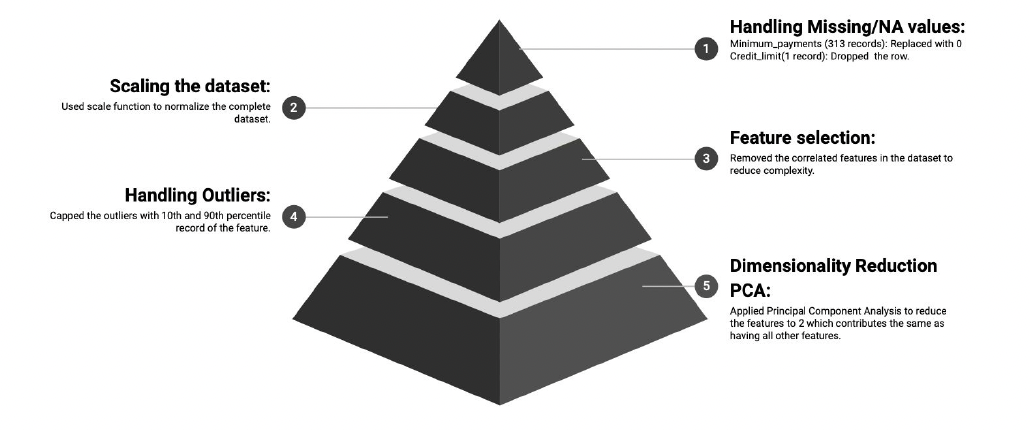 1
Handling Missing/NA values:
Minimum_payments (313 records): Replaced with 0
Credit_limit(1 record): Dropped the row.
Scaling the dataset:
Used scale function to normalize the complete
dataset.
2
3
Feature selection:
Removed the correlated features in the dataset to
reduce complexity.
Handling Outliers:
Capped the outliers with 10th and 90th percentile
record of the feature.
4
5
Dimensionality Reduction
PCA:
Applied Principal Component Analysis to reduce
the features to 2 which contributes the same as
having all other features.